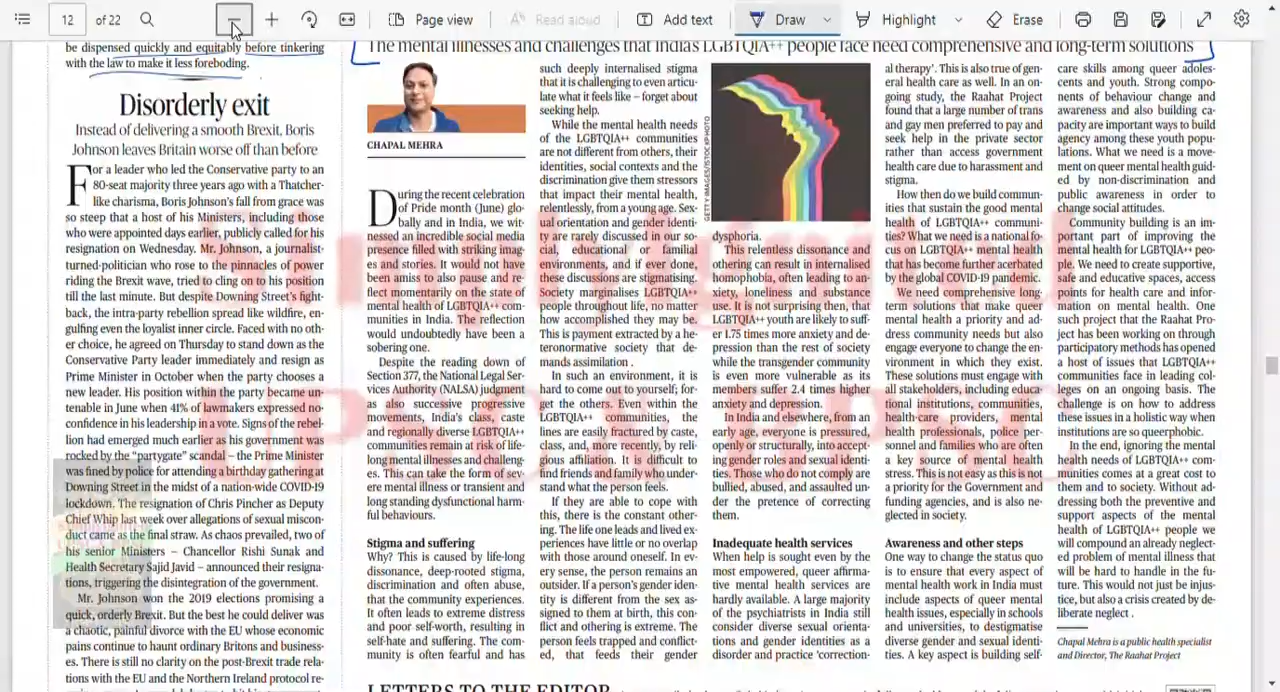 12 of 22 Page view Read aloud Add text Draw Highlight Erase
be dispensed quickly and equitably before tinkering
with the law to make it less foreboding.
Disorderly exit
Instead of delivering a smooth Brexit, Boris
Johnson leaves Britain worse off than before
For a leader who led the Conservative party to an
80-seat majority three years ago with a Thatcher-
like charisma, Boris Johnson's fall from grace was
so steep that a host of his Ministers, including those
who were appointed days earlier, publicly called for his
resignation on Wednesday. Mr. Johnson, a journalist-
turned-politician who rose to the pinnacles of power
riding the Brexit wave, tried to cling on to his position
till the last minute. But despite Downing Street's fight-
back, the intra-party rebellion spread like wildfire, en-
gulfing even the loyalist inner circle. Faced with no oth-
er choice, he agreed on Thursday to stand down as the
Conservative Party leader immediately and resign as
Prime Minister in October when the party chooses a
new leader. His position within the party became un-
tenable in June when 41% of lawmakers expressed no-
confidence in his leadership in a vote. Signs of the rebel-
lion had emerged much earlier as his government was
rocked by the "partygate" scandal – the Prime Minister
was fined by police for attending a birthday gathering at
Downing Street in the midst of a nation-wide COVID-19
lockdown. The resignation of Chris Pincher as Deputy
Chief Whip last week over allegations of sexual miscon-
duct came as the final straw. As chaos prevailed, two of
his senior Ministers – Chancellor Rishi Sunak and
Health Secretary Sajid Javid – announced their resigna-
tions, triggering the disintegration of the government.
Mr. Johnson won the 2019 elections promising a
quick, orderly Brexit. But the best he could deliver was
a chaotic, painful divorce with the EU whose economic
pains continue to haunt ordinary Britons and business-
es. There is still no clarity on the post-Brexit trade rela-
tions with the EU and the Northern Ireland protocol re-
The mental illnesses and challenges that India's LGBTQIA++ people face need comprehensive and long-term solutions
CHAPAL MEHRA
During the recent celebration
of Pride month (June) glo-
bally and in India, we wit-
nessed an incredible social media
presence filled with striking imag-
es and stories. It would not have
been amiss to also pause and re-
flect momentarily on the state of
mental health of LGBTQIA++ com-
munities in India. The reflection
would undoubtedly have been a
sobering one.
Despite the reading down of
Section 377, the National Legal Ser-
vices Authority (NALSA) judgment
as also successive progressive
movements, India's class, caste
and regionally diverse LGBTQIA++
communities remain at risk of life-
long mental illnesses and challeng-
es. This can take the form of sev-
ere mental illness or transient and
long standing dysfunctional harm-
ful behaviours.
Stigma and suffering
Why? This is caused by life-long
dissonance, deep-rooted stigma,
discrimination and often abuse,
that the community experiences.
It often leads to extreme distress
and poor self-worth, resulting in
self-hate and suffering. The com-
munity is often fearful and has
such deeply internalised stigma
that it is challenging to even articu-
late what it feels like – forget about
seeking help.
While the mental health needs
of the LGBTQIA++ communities
are not different from others, their
identities, social contexts and the
discrimination give them stressors
that impact their mental health,
relentlessly, from a young age. Sex-
ual orientation and gender identi-
ty are rarely discussed in our so-
cial, educational or familial
environments, and if ever done,
these discussions are stigmatising.
Society marginalises LGBTQIA++
people throughout life, no matter
how accomplished they may be.
This is payment extracted by a he-
teronormative society that de-
mands assimilation .
In such an environment, it is
hard to come out to yourself; for-
get the others. Even within the
LGBTQIA++ communities, the
lines are easily fractured by caste,
class, and, more recently, by reli-
gious affiliation. It is difficult to
find friends and family who under-
stand what the person feels.
If they are able to cope with
this, there is the constant other-
ing. The life one leads and lived ex-
periences have little or no overlap
with those around oneself. In ev-
ery sense, the person remains an
outsider. If a person's gender iden-
tity is different from the sex as-
signed to them at birth, this con-
flict and othering is extreme. The
person feels trapped and conflict-
ed, that feeds their gender
GETTY IMAGES/ISTOCKPHOTO
dysphoria.
This relentless dissonance and
othering can result in internalised
homophobia, often leading to an-
xiety, loneliness and substance
use. It is not surprising then, that
LGBTQIA++ youth are likely to suff-
er 1.75 times more anxiety and de-
pression than the rest of society
while the transgender community
is even more vulnerable as its
members suffer 2.4 times higher
anxiety and depression.
In India and elsewhere, from an
early age, everyone is pressured,
openly or structurally, into accept-
ing gender roles and sexual identi-
ties. Those who do not comply are
bullied, abused, and assaulted un-
der the pretence of correcting
them.
Inadequate health services
When help is sought even by the
most empowered, queer affirma-
tive mental health services are
hardly available. A large majority
of the psychiatrists in India still
consider diverse sexual orienta-
tions and gender identities as a
disorder and practice 'correction-
al therapy'. This is also true of gen-
eral health care as well. In an on-
going study, the Raahat Project
found that a large number of trans
and gay men preferred to pay and
seek help in the private sector
rather than access government
health care due to harassment and
stigma.
How then do we build commun-
ities that sustain the good mental
health of LGBTQIA++ communi-
ties? What we need is a national fo-
cus on LGBTQIA++ mental health
that has become further acerbated
by the global COVID-19 pandemic.
We need comprehensive long-
term solutions that make queer
mental health a priority and ad-
dress community needs but also
engage everyone to change the en-
vironment in which they exist.
These solutions must engage with
all stakeholders, including educa-
tional institutions, communities,
health-care providers, mental
health professionals, police per-
sonnel and families who are often
a key source of mental health
stress. This is not easy as this is not
a priority for the Government and
funding agencies, and is also ne-
glected in society.
Awareness and other steps
One way to change the status quo
is to ensure that every aspect of
mental health work in India must
include aspects of queer mental
health issues, especially in schools
and universities, to destigmatise
diverse gender and sexual identi-
ties. A key aspect is building self-
care skills among queer adoles-
cents and youth. Strong compo-
nents of behaviour change and
awareness and also building ca-
pacity are important ways to build
agency among these youth popu-
lations. What we need is a move-
ment on queer mental health guid-
ed by non-discrimination and
public awareness in order to
change social attitudes.
Community building is an im-
portant part of improving the
mental health for LGBTQIA++ peo-
ple. We need to create supportive,
safe and educative spaces, access
points for health care and infor-
mation on mental health. One
such project that the Raahat Pro-
ject has been working on through
participatory methods has opened
a host of issues that LGBTQIA++
communities face in leading col-
leges on an ongoing basis. The
challenge is on how to address
these issues in a holistic way when
institutions are so queerphobic.
In the end, ignoring the mental
health needs of LGBTQIA++ com-
munities comes at a great cost to
them and to society. Without ad-
dressing both the preventive and
support aspects of the mental
health of LGBTQIA++ people we
will compound an already neglect-
ed problem of mental illness that
will be hard to handle in the fu-
ture. This would not just be injus-
tice, but also a crisis created by de-
liberate neglect .
Chapal Mehra is a public health specialist
and Director, The Raahat Project
LETTERS TO THE EDITOR